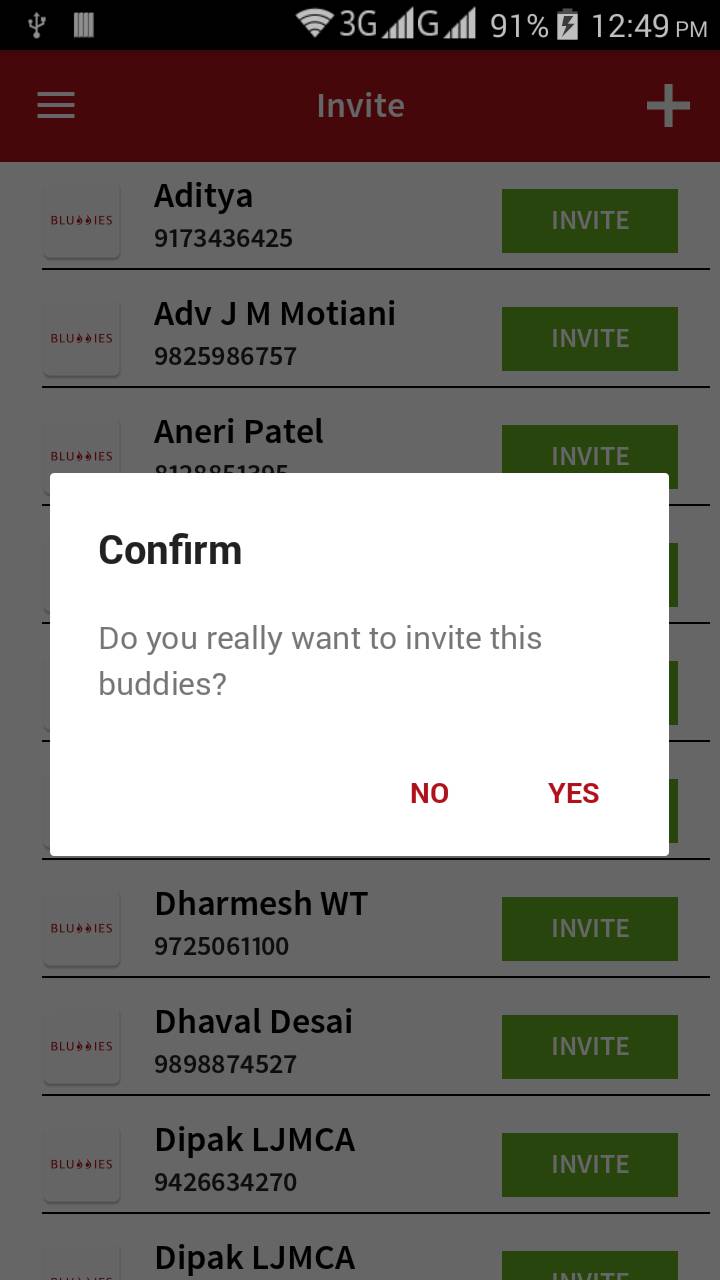 3G G 91% 12:49 PM
Invite
Aditya
BLUDDIES
9173436425
INVITE
Adv J M Motiani
BLUDDIES
9825986757
INVITE
Aneri Patel
BLUDDIES
8128851395
INVITE
Confirm
Do you really want to invite this
buddies?
NO YES
Dharmesh WT
BLUDDIES
9725061100
INVITE
Dhaval Desai
BLUDDIES
9898874527
INVITE
Dipak LJMCA
BLUDDIES
9426634270
INVITE
Dipak LJMCA
INVITE